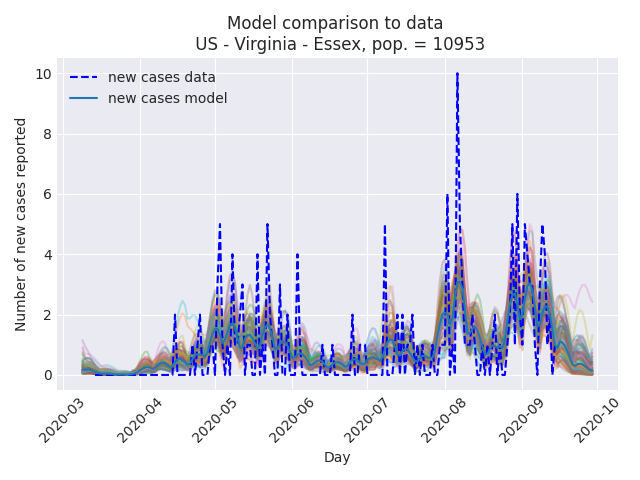 Model comparison to data
US - Virginia - Essex, pop. = 10953
new cases data
new cases model
Number of new cases reported
10
8
6
4
2
0
2020-03
2020-04
2020-05
2020-06
2020-07
2020-08
2020-09
2020-10
Day